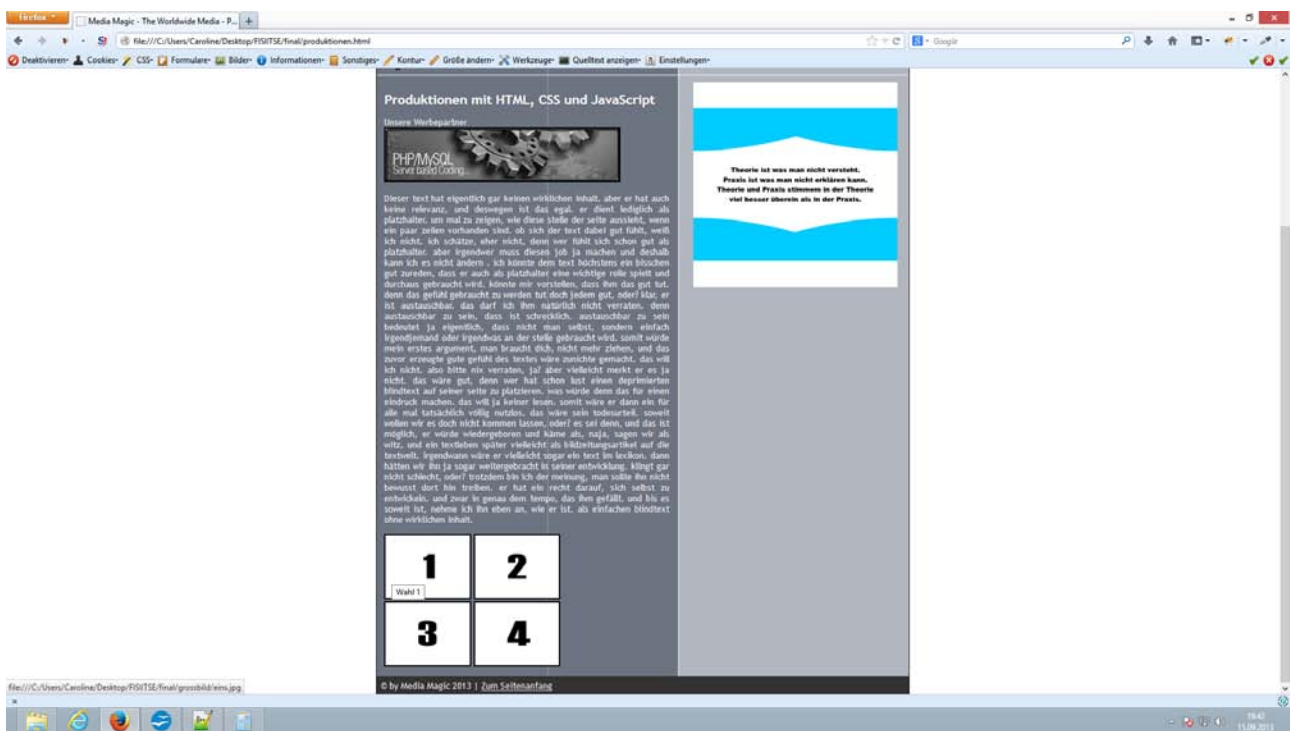 Firefox
Media Magic - The Worldwide Media - P...
file:///C:/Users/Caroline/Desktop/FISIITSE/final/produktionen.html
Google
Deaktivieren Cookies CSS Formulare Bilder Informationen Sonstiges Kontur Größe ändern Werkzeuge Quelltext anzeigen Einstellungen
Produktionen mit HTML, CSS und JavaScript
Unsere Werbepartner
PHP/MySQL
Server based Coding...
Dieser text hat eigentlich gar keinen wirklichen inhalt. aber er hat auch
keine relevanz, und deswegen ist das egal. er dient lediglich als
platzhalter. um mal zu zeigen, wie diese stelle der seite aussieht, wenn
ein paar zeilen vorhanden sind. ob sich der text dabei gut fühlt, weiß
ich nicht. ich schätze, eher nicht, denn wer fühlt sich schon gut als
platzhalter. aber irgendwer muss diesen job ja machen und deshalb
kann ich es nicht ändern . ich könnte dem text höchstens ein bisschen
gut zureden, dass er auch als platzhalter eine wichtige rolle spielt und
durchaus gebraucht wird. könnte mir vorstellen, dass ihm das gut tut.
denn das gefühl gebraucht zu werden tut doch jedem gut, oder? klar, er
ist austauschbar. das darf ich ihm natürlich nicht verraten. denn
austauschbar zu sein, dass ist schrecklich. austauschbar zu sein
bedeutet ja eigentlich, dass nicht man selbst, sondern einfach
irgendjemand oder irgendwas an der stelle gebraucht wird. somit würde
mein erstes argument, man braucht dich, nicht mehr ziehen, und das
zuvor erzeugte gute gefühl des textes wäre zunichte gemacht. das will
ich nicht. also bitte nix verraten, ja? aber vielleicht merkt er es ja
nicht. das wäre gut, denn wer hat schon lust einen deprimierten
blindtext auf seiner seite zu platzieren. was würde denn das für einen
eindruck machen. das will ja keiner lesen. somit wäre er dann ein für
alle mal tatsächlich völlig nutzlos. das wäre sein todesurteil. soweit
wollen wir es doch nicht kommen lassen, oder? es sei denn, und das ist
möglich, er würde wiedergeboren und käme als, naja, sagen wir als
witz, und ein textleben später vielleicht als bildzeitungsartikel auf die
textwelt. irgendwann wäre er vielleicht sogar ein text im lexikon. dann
hätten wir ihn ja sogar weitergebracht in seiner entwicklung. klingt gar
nicht schlecht, oder? trotzdem bin ich der meinung, man sollte ihn nicht
bewusst dort hin treiben. er hat ein recht darauf, sich selbst zu
entwickeln. und zwar in genau dem tempo, das ihm gefällt. und bis es
soweit ist, nehme ich ihn eben an, wie er ist. als einfachen blindtext
ohne wirklichen inhalt.
Theorie ist was man nicht versteht.
Praxis ist was man nicht erklären kann.
Theorie und Praxis stimmen in der Theorie
viel besser überein als in der Praxis.
1 2
Wahl 1
3 4
© by Media Magic 2013 | Zum Seitenanfang
file:///C:/Users/Caroline/Desktop/FISIITSE/final/grossbild/eins.jpg
19:42
15.09.2013